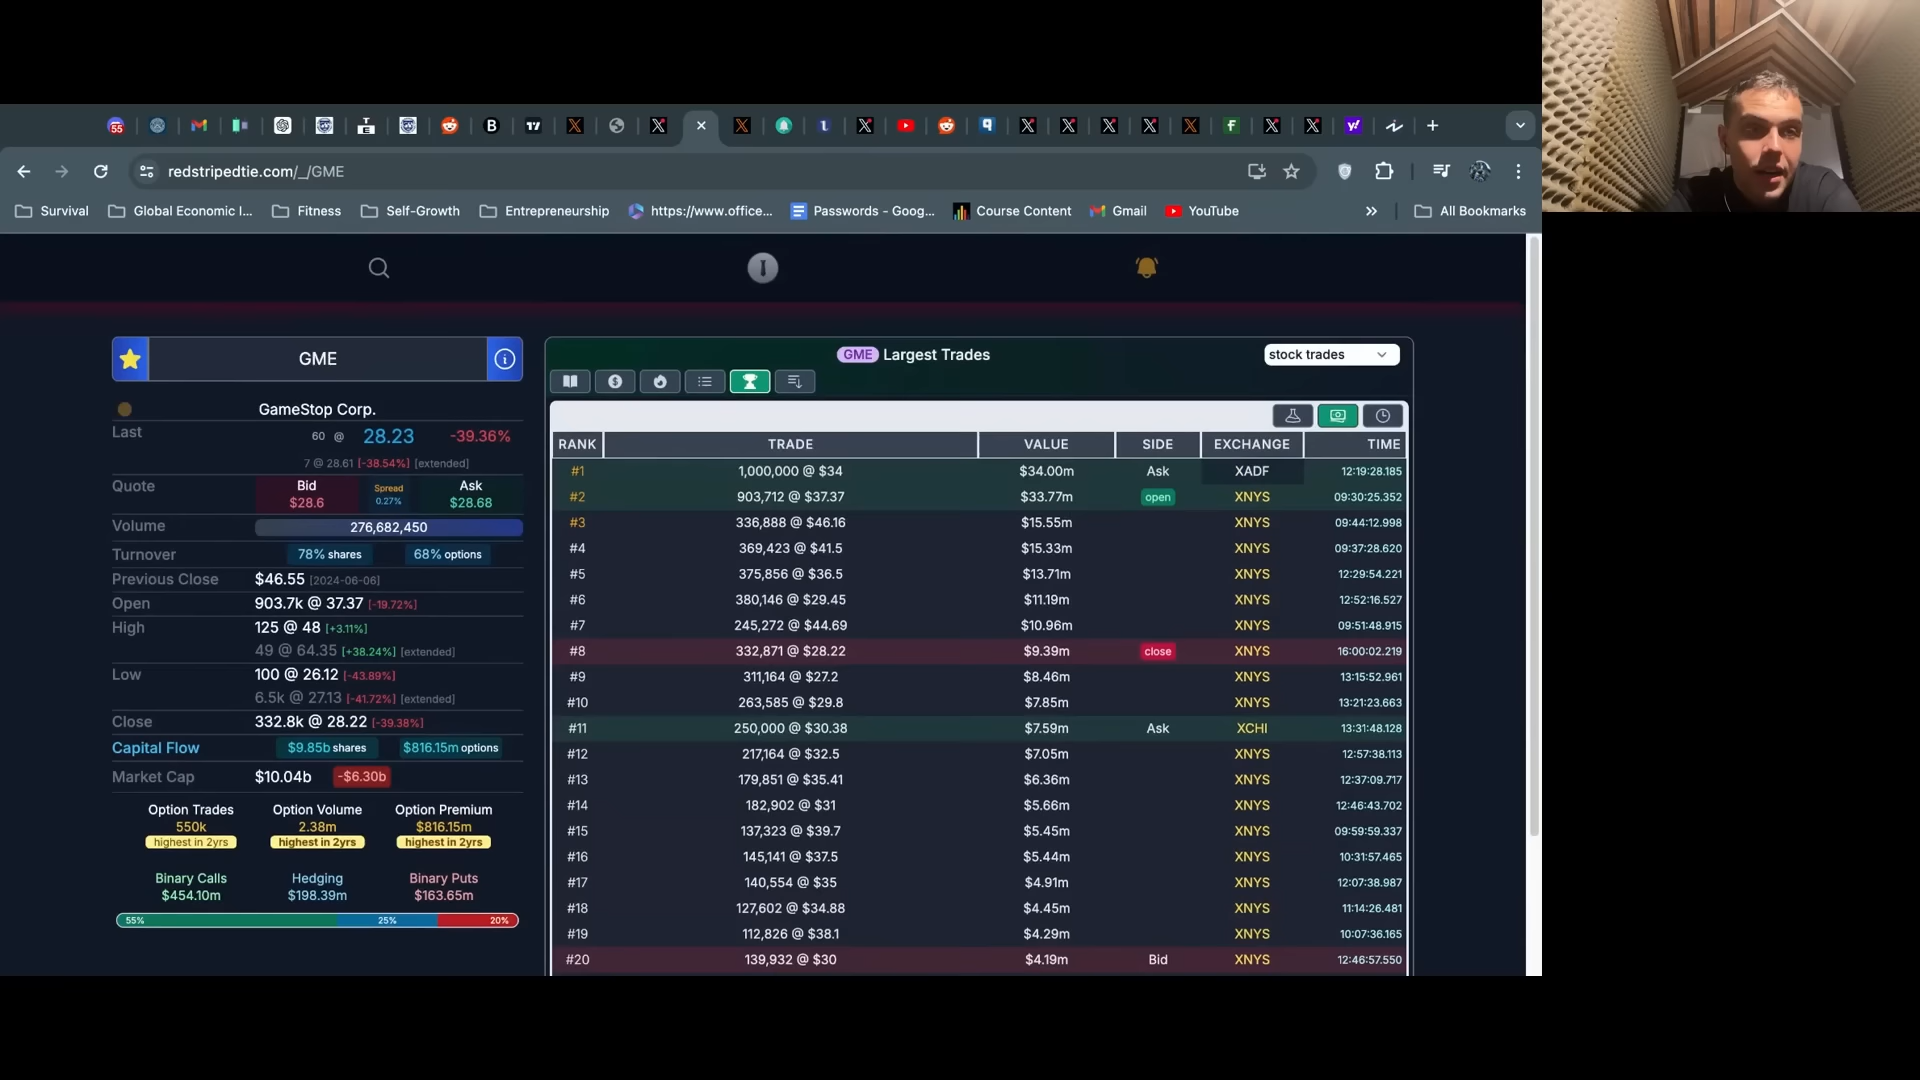 55
redstripedtie.com/_/GME
Survival
Global Economic I...
Fitness
Self-Growth
Entrepreneurship
https://www.office...
Passwords - Goog...
Course Content
Gmail
YouTube
All Bookmarks
GME
GameStop Corp.
Last 60 @ 28.23 -39.36%
7 @ 28.61 [-38.54%] [extended]
Quote Bid $28.6 Spread 0.27% Ask $28.68
Volume 276,682,450
Turnover 78% shares 68% options
Previous Close $46.55 [2024-06-06]
Open 903.7k @ 37.37 [-19.72%]
High 125 @ 48 [+3.11%]
49 @ 64.35 [+38.24%] [extended]
Low 100 @ 26.12 [-43.89%]
6.5k @ 27.13 [-41.72%] [extended]
Close 332.8k @ 28.22 [-39.38%]
Capital Flow $9.85b shares $816.15m options
Market Cap $10.04b -$6.30b
Option Trades Option Volume Option Premium
550k 2.38m $816.15m
highest in 2yrs highest in 2yrs highest in 2yrs
Binary Calls Hedging Binary Puts
$454.10m $198.39m $163.65m
55% 25% 20%
GME Largest Trades
stock trades
RANK TRADE VALUE SIDE EXCHANGE TIME
#1 1,000,000 @ $34 $34.00m Ask XADF 12:19:28.185
#2 903,712 @ $37.37 $33.77m open XNYS 09:30:25.352
#3 336,888 @ $46.16 $15.55m XNYS 09:44:12.998
#4 369,423 @ $41.5 $15.33m XNYS 09:37:28.620
#5 375,856 @ $36.5 $13.71m XNYS 12:29:54.221
#6 380,146 @ $29.45 $11.19m XNYS 12:52:16.527
#7 245,272 @ $44.69 $10.96m XNYS 09:51:48.915
#8 332,871 @ $28.22 $9.39m close XNYS 16:00:02.219
#9 311,164 @ $27.2 $8.46m XNYS 13:15:52.961
#10 263,585 @ $29.8 $7.85m XNYS 13:21:23.663
#11 250,000 @ $30.38 $7.59m Ask XCHI 13:31:48.128
#12 217,164 @ $32.5 $7.05m XNYS 12:57:38.113
#13 179,851 @ $35.41 $6.36m XNYS 12:37:09.717
#14 182,902 @ $31 $5.66m XNYS 12:46:43.702
#15 137,323 @ $39.7 $5.45m XNYS 09:59:59.337
#16 145,141 @ $37.5 $5.44m XNYS 10:31:57.465
#17 140,554 @ $35 $4.91m XNYS 12:07:38.987
#18 127,602 @ $34.88 $4.45m XNYS 11:14:26.481
#19 112,826 @ $38.1 $4.29m XNYS 10:07:36.165
#20 139,932 @ $30 $4.19m Bid XNYS 12:46:57.550